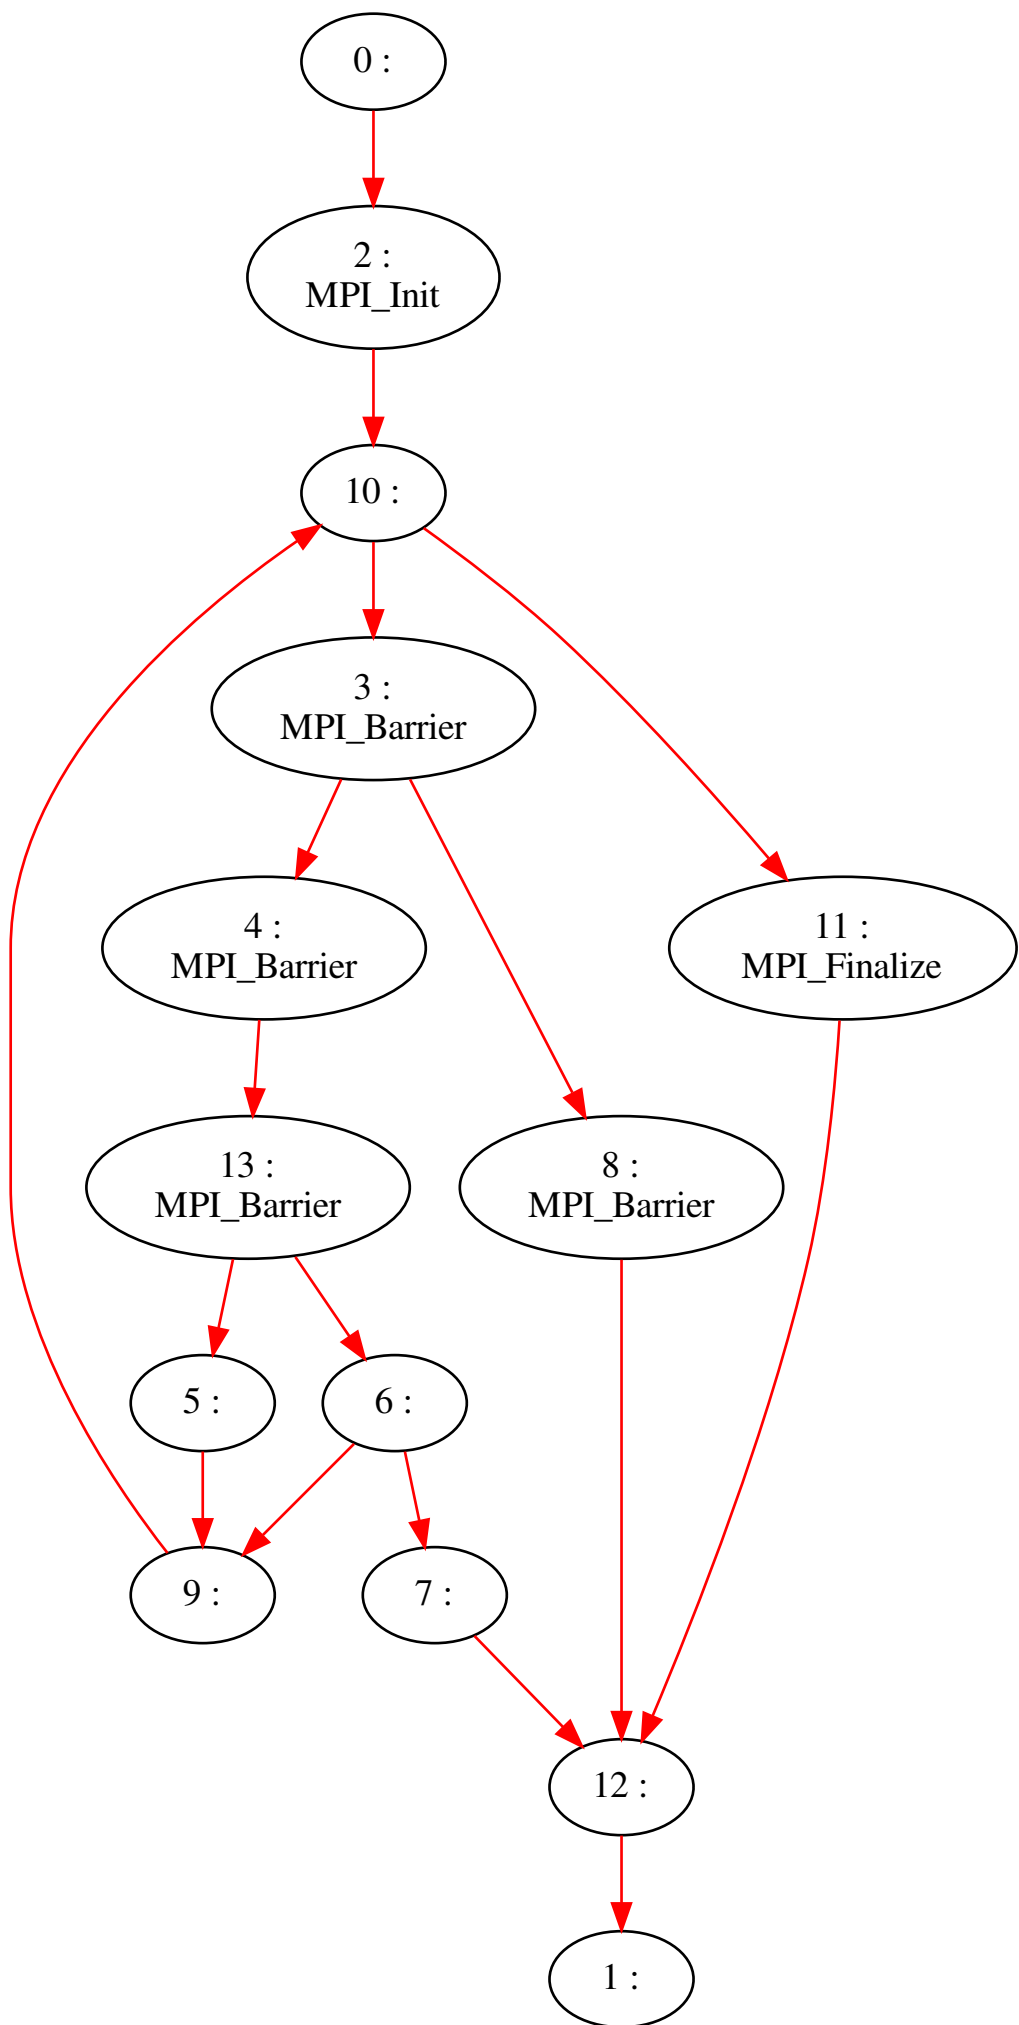 0 :
2 :
MPI_Init
10 :
3 :
MPI_Barrier
4 :
MPI_Barrier
11 :
MPI_Finalize
13 :
MPI_Barrier
8 :
MPI_Barrier
5 :
6 :
9 :
7 :
12 :
1 :